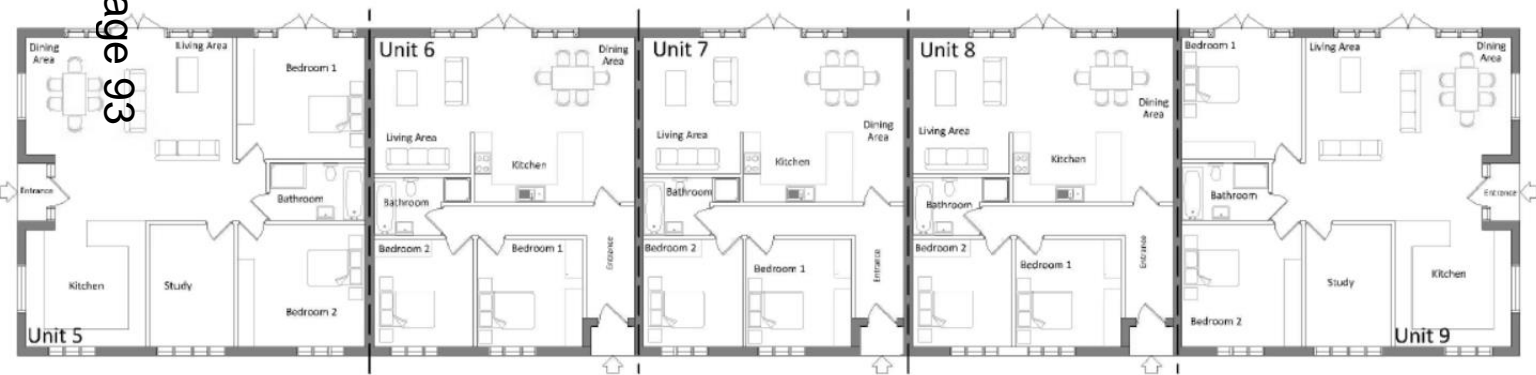 age 93
Dining
Area
Living Area
Bedroom 1
Entrance
Bathroom
Kitchen
Study
Bedroom 2
Unit 5
Unit 6
Dining
Area
Living Area
Kitchen
Bathroom
Bedroom 2
Bedroom 1
Entrance
Unit 7
Living Area
Dining
Area
Kitchen
Bathroom
Bedroom 2
Bedroom 1
Entrance
Unit 8
Dining
Area
Living Area
Kitchen
Bathroom
Bedroom 2
Bedroom 1
Entrance
Bedroom 1
Living Area
Dining
Area
Bathroom
Entrance
Kitchen
Study
Bedroom 2
Unit 9